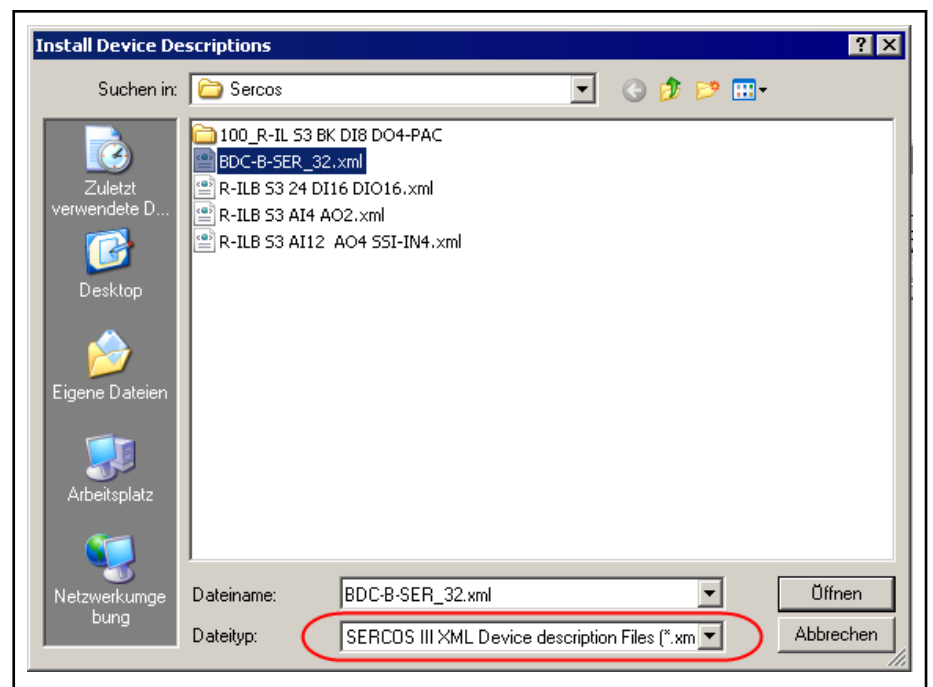 Install Device Descriptions
Suchen in:
Sercos
100_R-IL S3 BK DI8 DO4-PAC
BDC-B-SER_32.xml
R-ILB S3 24 DI16 DIO16.xml
R-ILB S3 AI4 AO2.xml
R-ILB S3 AI12 AO4 SSI-IN4.xml
Zuletzt
verwendete D...
Desktop
Eigene Dateien
Arbeitsplatz
Netzwerkumge
bung
Dateiname:
BDC-B-SER_32.xml
Öffnen
Dateityp:
SERCOS III XML Device description Files (*.xm
Abbrechen